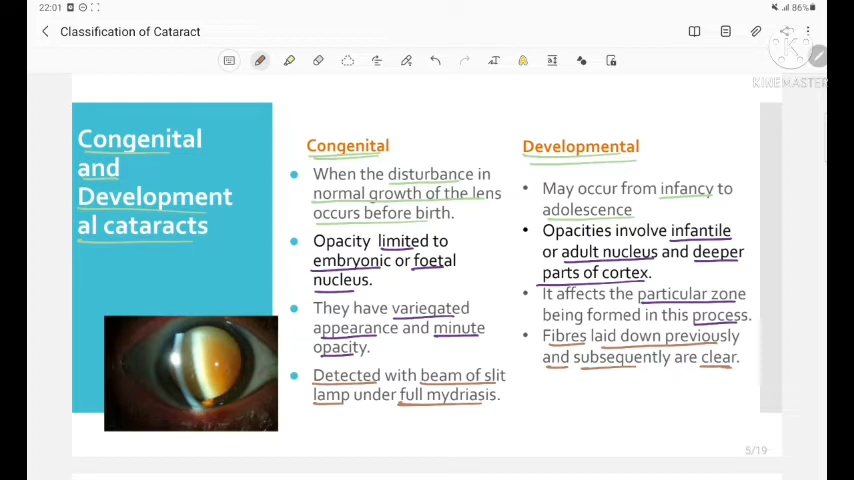 22:01
86%
Classification of Cataract
K
KINEMASTER
Congenital
and
Development
al cataracts
Congenital
When the disturbance in
normal growth of the lens
occurs before birth.
Opacity limited to
embryonic or foetal
nucleus.
They have variegated
appearance and minute
opacity.
Detected with beam of slit
lamp under full mydriasis.
Developmental
May occur from infancy to
adolescence
Opacities involve infantile
or adult nucleus and deeper
parts of cortex.
It affects the particular zone
being formed in this process.
Fibres laid down previously
and subsequently are clear.
5/19